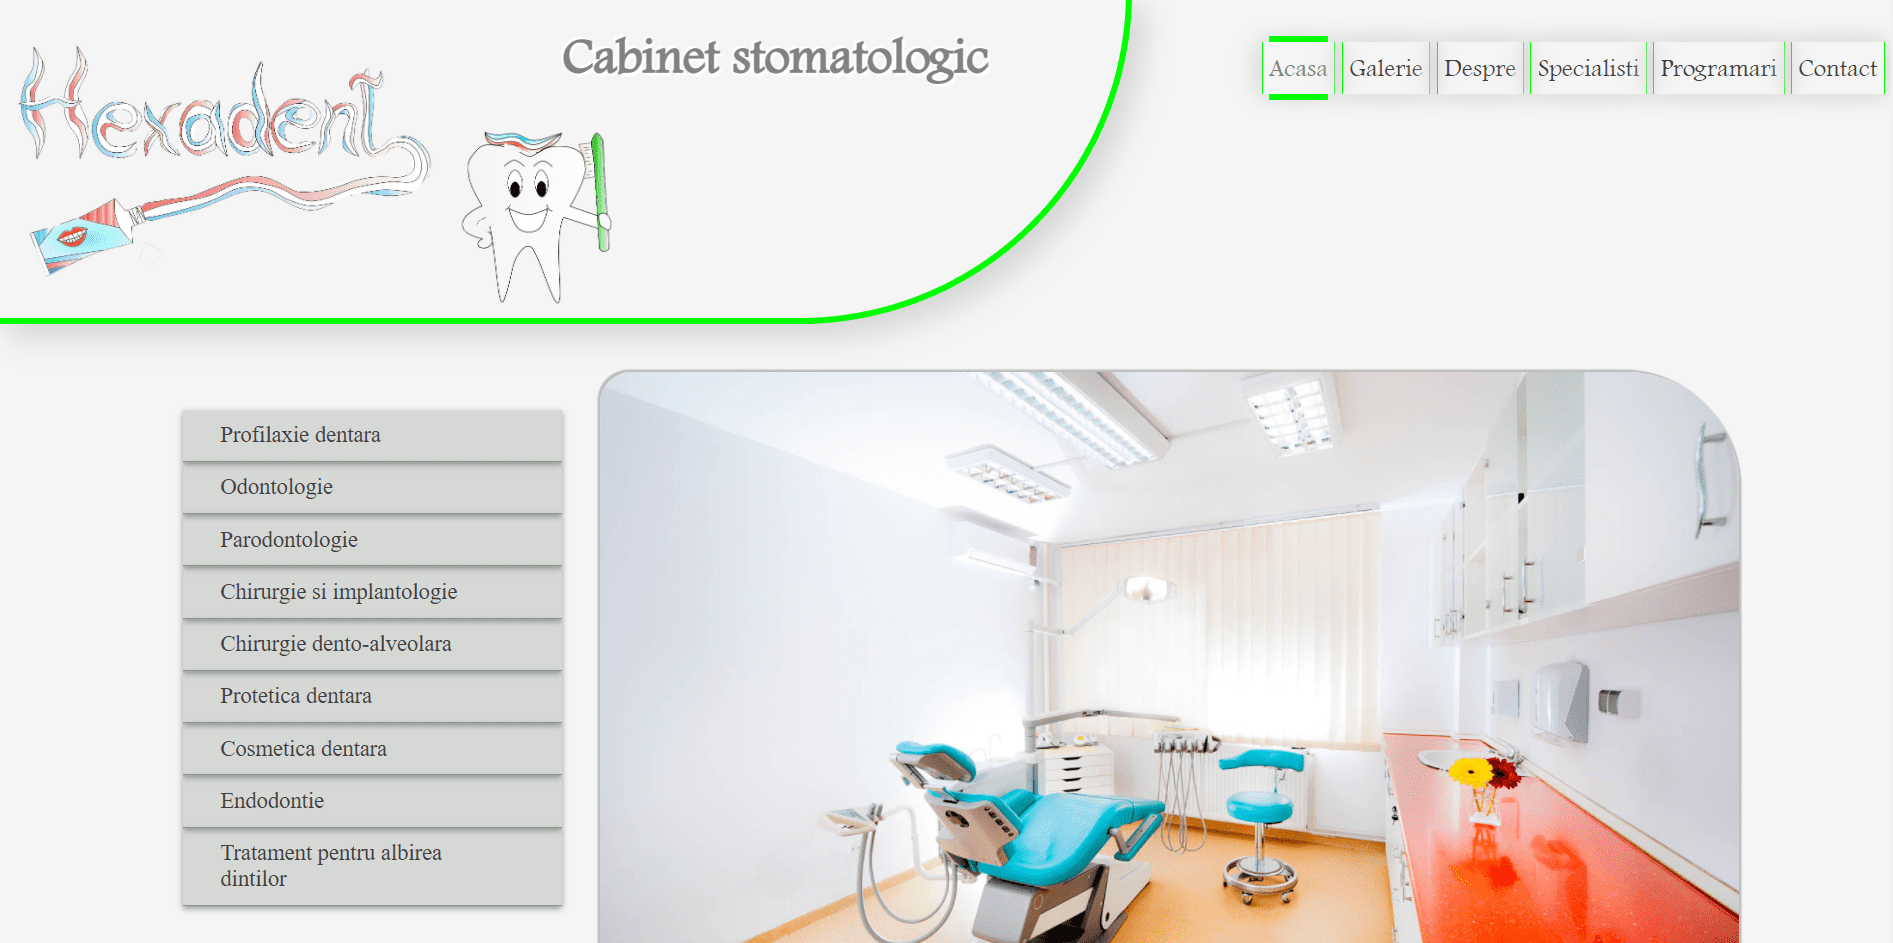 Hexadent
Cabinet stomatologic
Acasa Galerie Despre Specialisti Programari Contact
Profilaxie dentara
Odontologie
Parodontologie
Chirurgie si implantologie
Chirurgie dento-alveolara
Protetica dentara
Cosmetica dentara
Endodontie
Tratament pentru albirea
dintilor